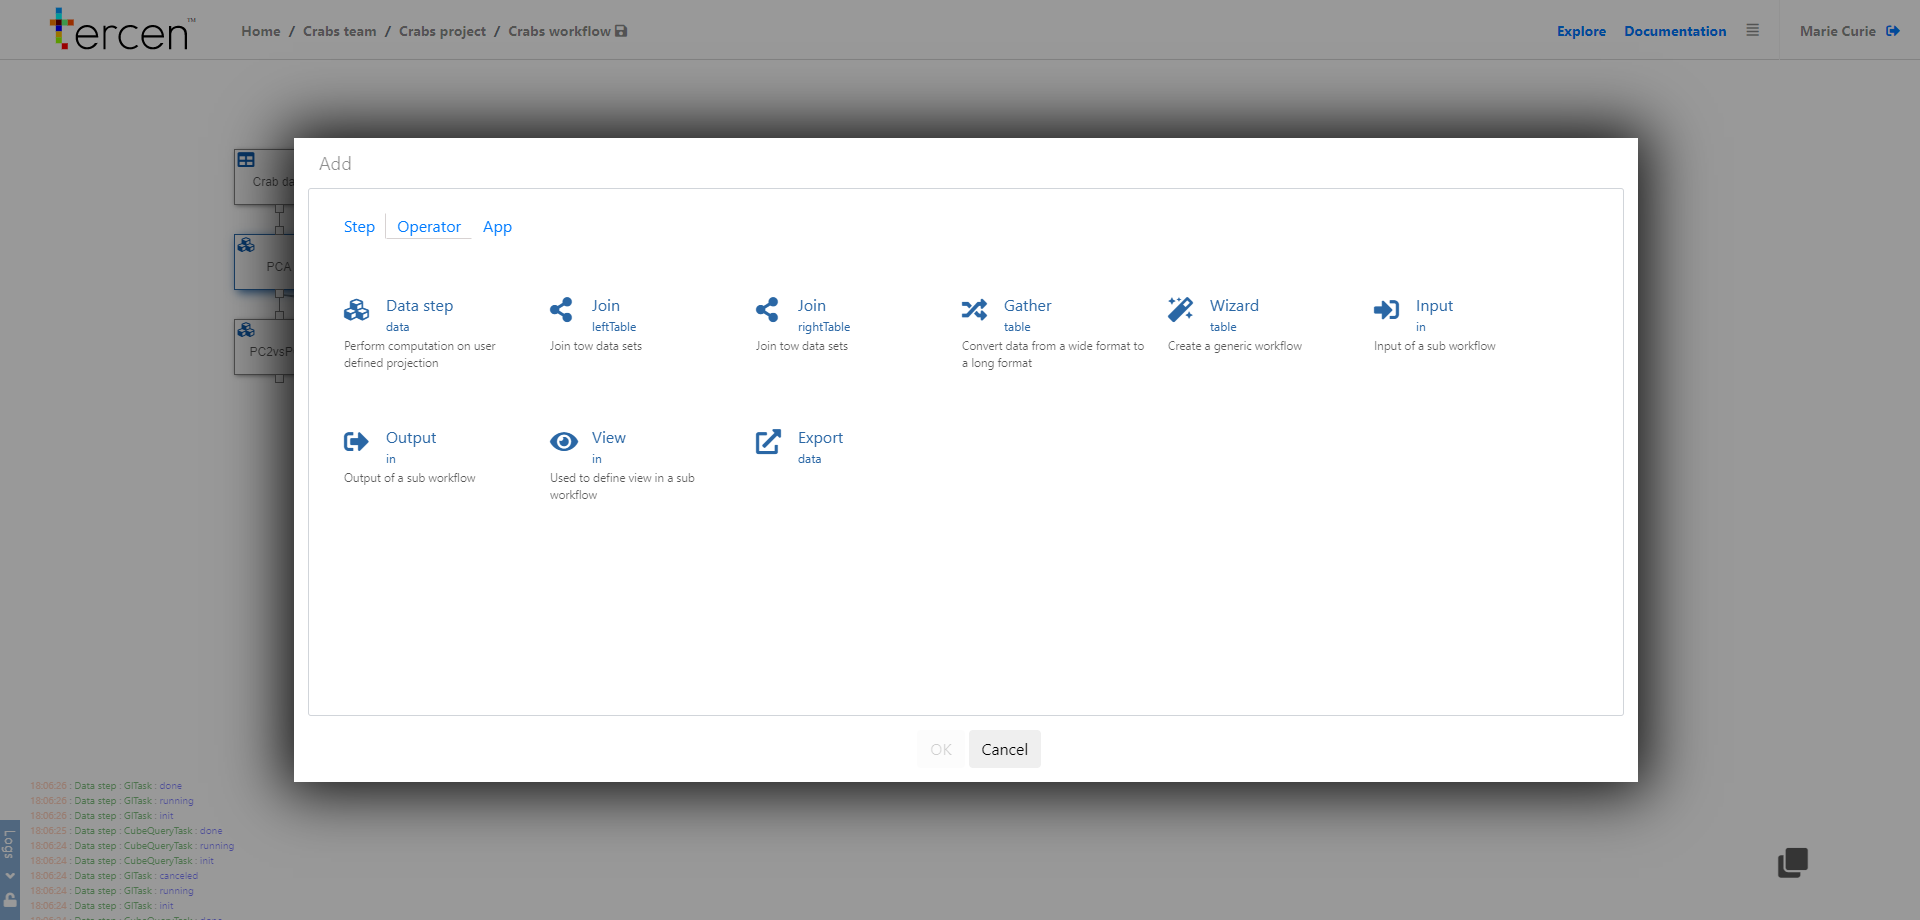 tercen™
Home / Crabs team / Crabs project / Crabs workflow
Explore Documentation Marie Curie
Crab da
PCA
PC2vsP
Add
Step Operator App
Data step
data
Perform computation on user
defined projection
Join
leftTable
Join tow data sets
Join
rightTable
Join tow data sets
Gather
table
Convert data from a wide format to
a long format
Wizard
table
Create a generic workflow
Input
in
Input of a sub workflow
Output
in
Output of a sub workflow
View
in
Used to define view in a sub
workflow
Export
data
OK Cancel
Logs
18:06:26 : Data step : GlTask : done
18:06:26 : Data step : GlTask : running
18:06:26 : Data step : GlTask : init
18:06:25 : Data step : CubeQueryTask : done
18:06:24 : Data step : CubeQueryTask : running
18:06:24 : Data step : CubeQueryTask : init
18:06:24 : Data step : GlTask : canceled
18:06:24 : Data step : GlTask : running
18:06:24 : Data step : GlTask : init
18:06:24 : Data step : CubeQueryTask : done